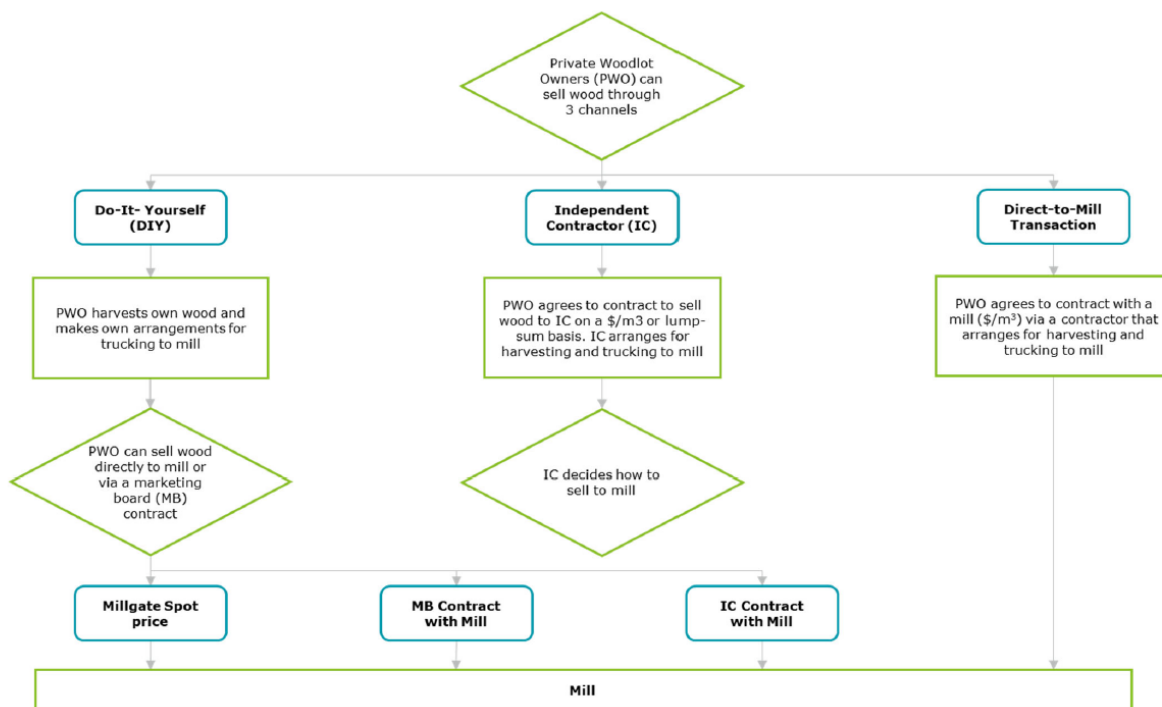 Private Woodlot
Owners (PWO) can
sell wood through
3 channels
Do-It- Yourself
(DIY)
Independent
Contractor (IC)
Direct-to-Mill
Transaction
PWO harvests own wood and
makes own arrangements for
trucking to mill
PWO agrees to contract to sell
wood to IC on a $/m3 or lump-
sum basis. IC arranges for
harvesting and trucking to mill
PWO agrees to contract with a
mill ($/m³) via a contractor that
arranges for harvesting and
trucking to mill
PWO can sell wood
directly to mill or
via a marketing
board (MB)
contract
IC decides how to
sell to mill
Millgate Spot
price
MB Contract
with Mill
IC Contract
with Mill
Mill